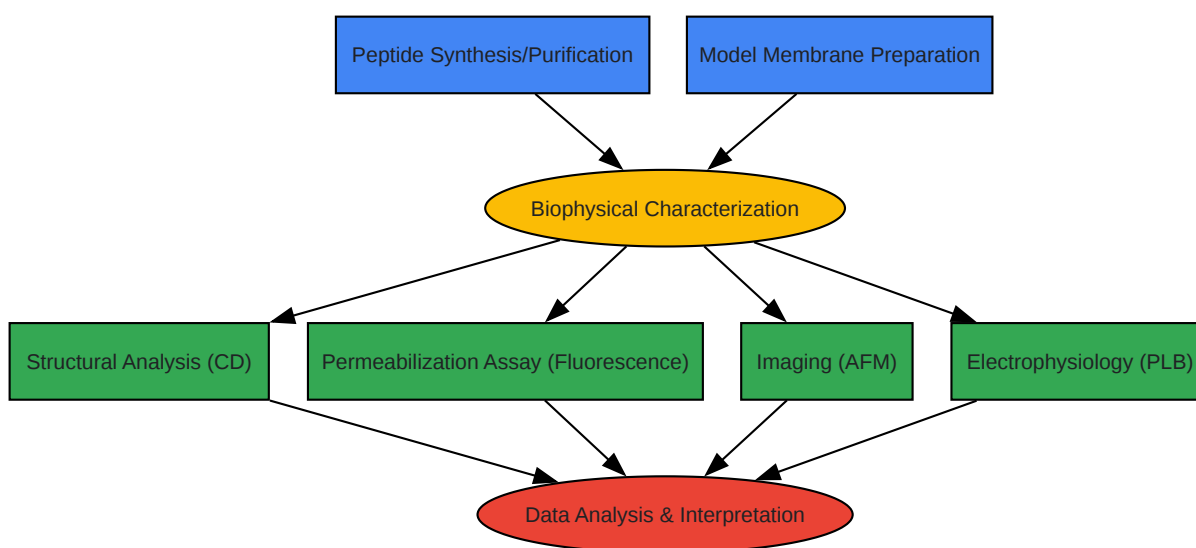 Peptide Synthesis/Purification
Model Membrane Preparation
Biophysical Characterization
Structural Analysis (CD)
Permeabilization Assay (Fluorescence)
Imaging (AFM)
Electrophysiology (PLB)
Data Analysis & Interpretation